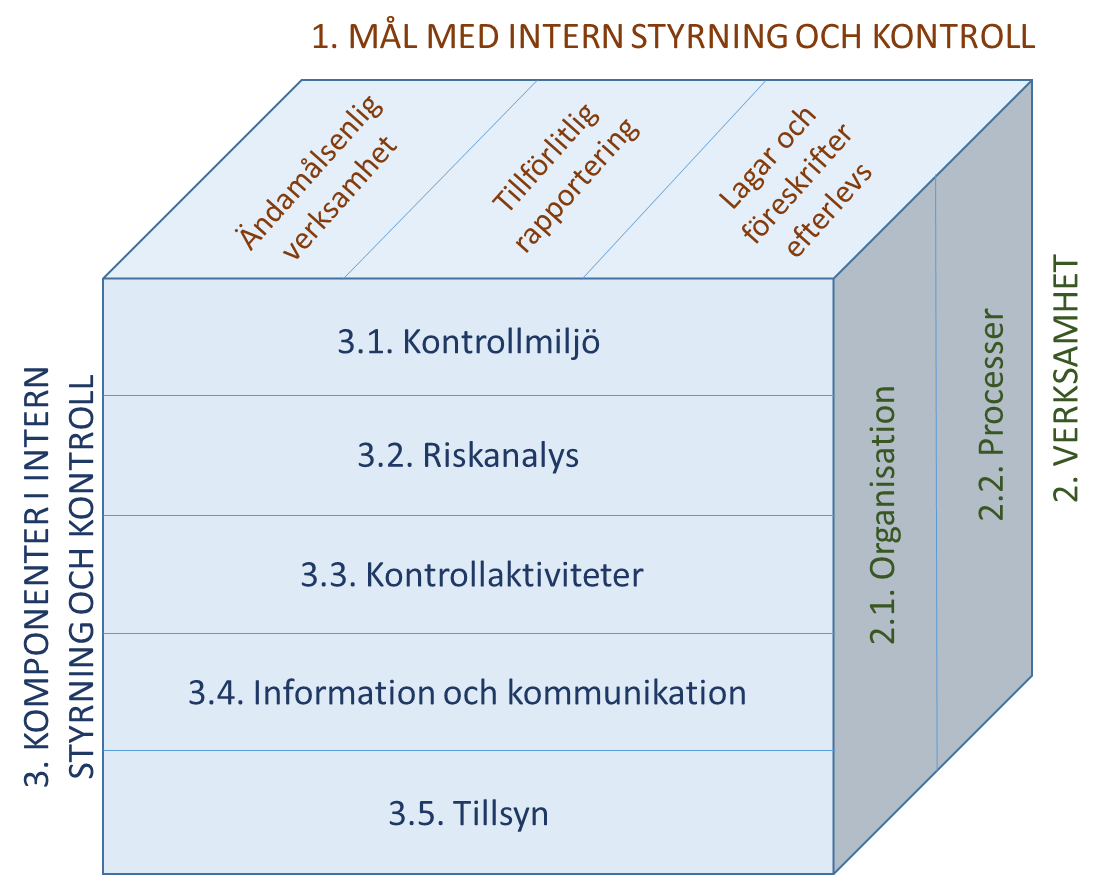 1. MÅL MED INTERN STYRNING OCH KONTROLL
Ändamålsenlig
verksamhet
Tillförlitlig
rapportering
Lagar och
föreskrifter
efterlevs
3. KOMPONENTER I INTERN
STYRNING OCH KONTROLL
3.1. Kontrollmiljö
3.2. Riskanalys
3.3. Kontrollaktiviteter
3.4. Information och kommunikation
3.5. Tillsyn
2.1. Organisation
2.2. Processer
2. VERKSAMHET